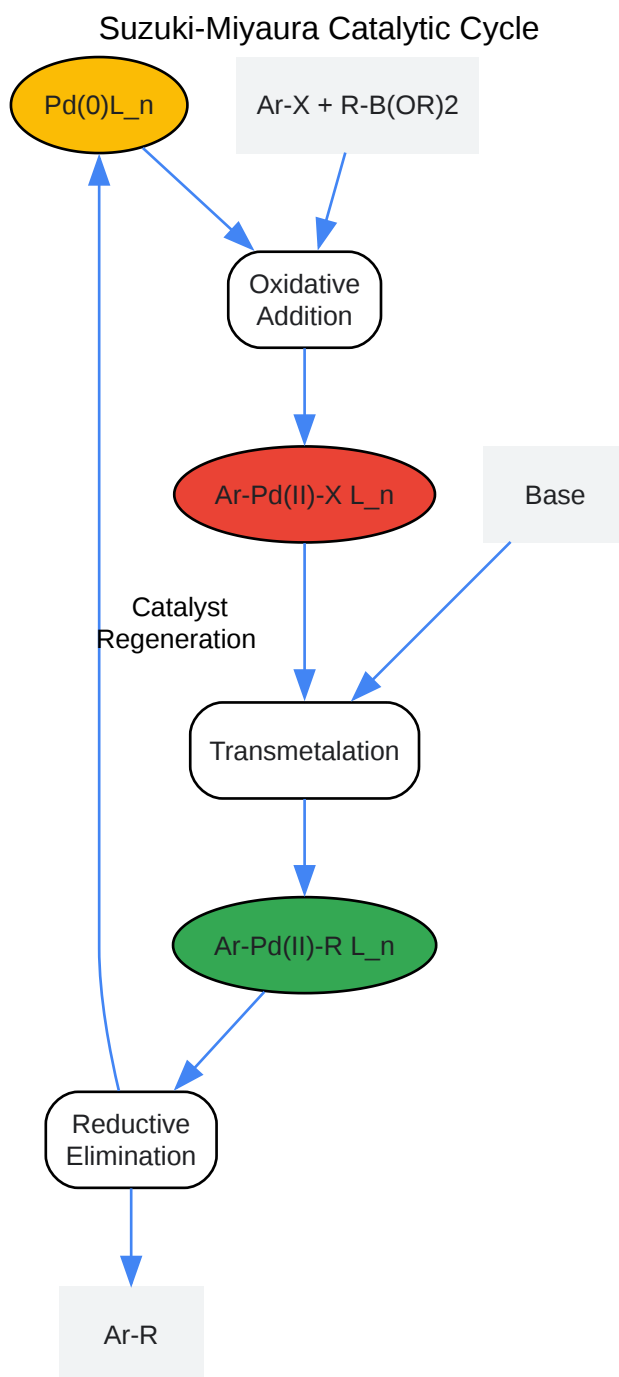 Suzuki-Miyaura Catalytic Cycle
Pd(0)L_n
Ar-X + R-B(OR)2
Oxidative
Addition
Ar-Pd(II)-X L_n
Base
Catalyst
Regeneration
Transmetalation
Ar-Pd(II)-R L_n
Reductive
Elimination
Ar-R